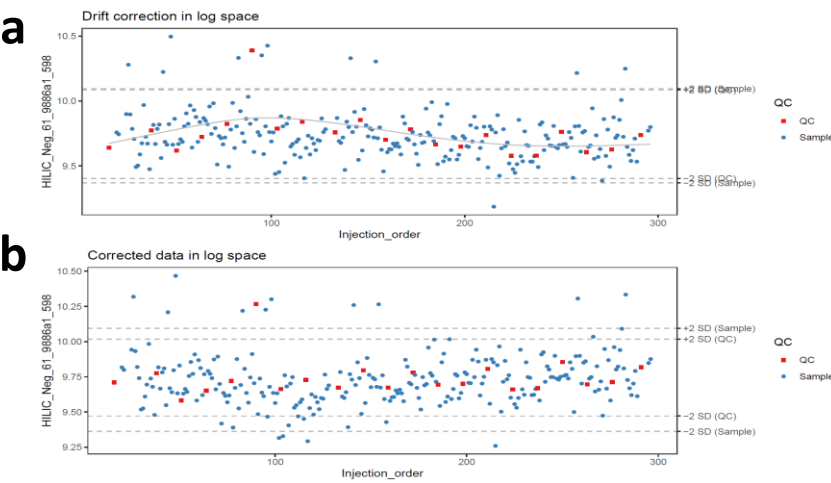 a
Drift correction in log space
10.5
10.0
9.5
HILIC_Neg_61_9886a1_598
−2 SD (QC)
−2 SD (Sample)
100
200
300
Injection_order
QC
QC
Sample
b
Corrected data in log space
10.50
10.25
10.00
9.75
9.50
9.25
HILIC_Neg_61_9886a1_598
+2 SD (Sample)
+2 SD (QC)
−2 SD (QC)
−2 SD (Sample)
100
200
300
Injection_order
QC
QC
Sample